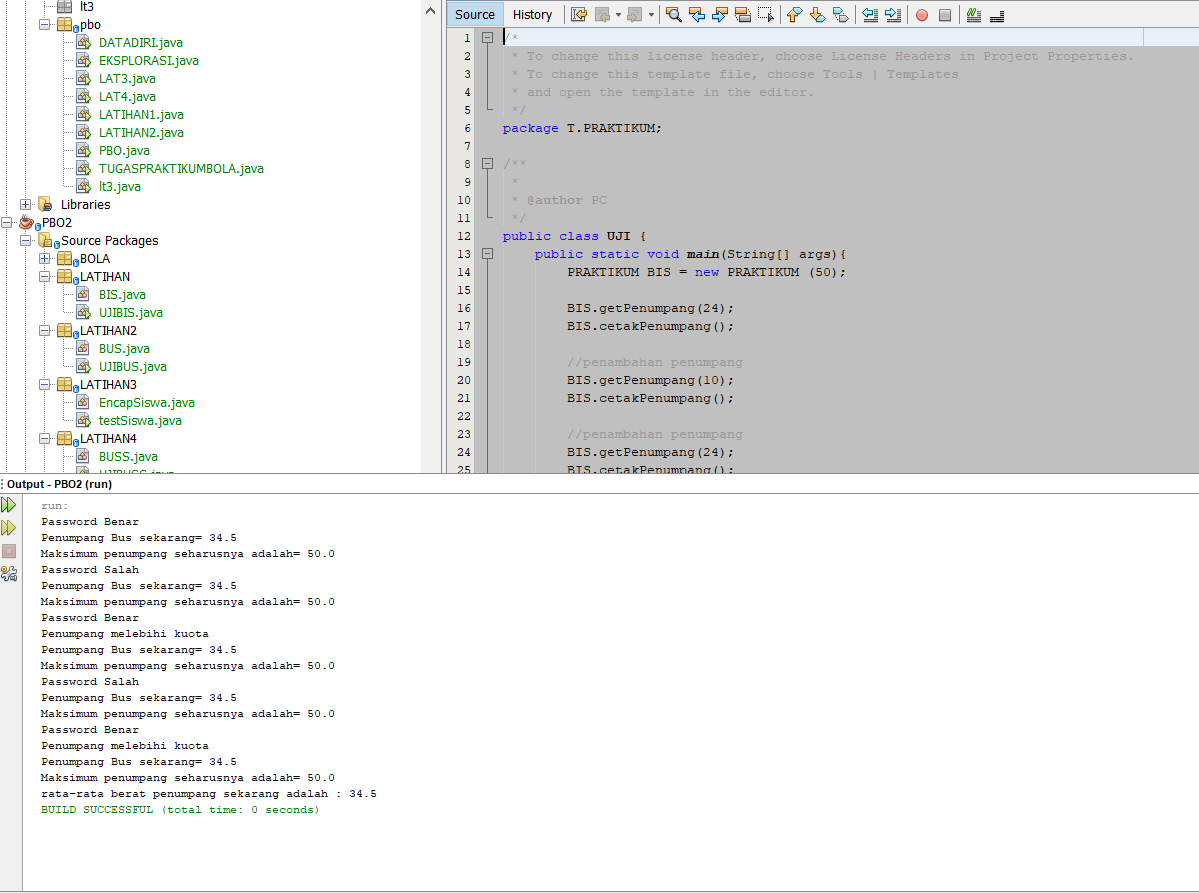 lt3
pbo
DATADIRI.java
EKSPLORASI.java
LAT3.java
LAT4.java
LATIHAN1.java
LATIHAN2.java
PBO.java
TUGASPRAKTIKUMBOLA.java
lt3.java
Libraries
PBO2
Source Packages
BOLA
LATIHAN
BIS.java
UJIBIS.java
LATIHAN2
BUS.java
UJIBUS.java
LATIHAN3
EncapSiswa.java
testSiswa.java
LATIHAN4
BUSS.java
UJIBUSS.java
Source History
1 /*
2 * To change this license header, choose License Headers in Project Properties.
3 * To change this template file, choose Tools | Templates
4 * and open the template in the editor.
5 */
6 package T.PRAKTIKUM;
7
8 /**
9 *
10 * @author PC
11 */
12 public class UJI {
13 public static void main(String[] args){
14 PRAKTIKUM BIS = new PRAKTIKUM (50);
15
16 BIS.getPenumpang(24);
17 BIS.cetakPenumpang();
18
19 //penambahan penumpang
20 BIS.getPenumpang(10);
21 BIS.cetakPenumpang();
22
23 //penambahan penumpang
24 BIS.getPenumpang(24);
25 BIS.cetakPenumpang();
Output - PBO2 (run)
run:
Password Benar
Penumpang Bus sekarang= 34.5
Maksimum penumpang seharusnya adalah= 50.0
Password Salah
Penumpang Bus sekarang= 34.5
Maksimum penumpang seharusnya adalah= 50.0
Password Benar
Penumpang melebihi kuota
Penumpang Bus sekarang= 34.5
Maksimum penumpang seharusnya adalah= 50.0
Password Salah
Penumpang Bus sekarang= 34.5
Maksimum penumpang seharusnya adalah= 50.0
Password Benar
Penumpang melebihi kuota
Penumpang Bus sekarang= 34.5
Maksimum penumpang seharusnya adalah= 50.0
rata-rata berat penumpang sekarang adalah : 34.5
BUILD SUCCESSFUL (total time: 0 seconds)